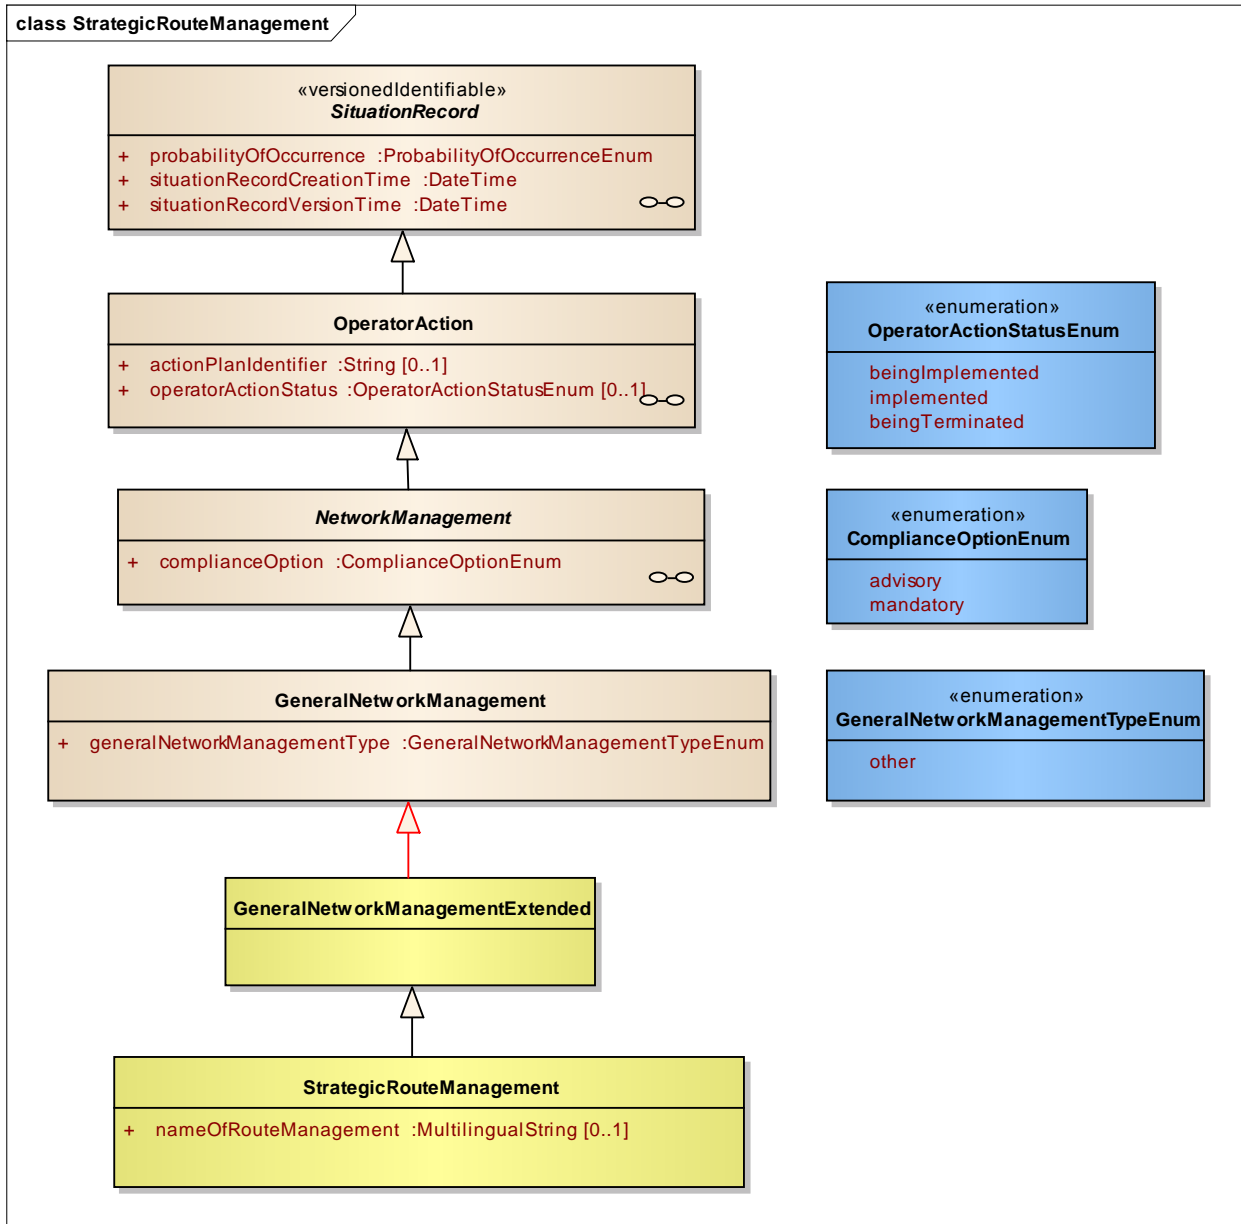 class StrategicRouteManagement
«versionedIdentifiable»
SituationRecord
+ probabilityOfOccurrence :ProbabilityOfOccurrenceEnum
+ situationRecordCreationTime :DateTime
+ situationRecordVersionTime :DateTime
OperatorAction
+ actionPlanIdentifier :String [0..1]
+ operatorActionStatus :OperatorActionStatusEnum [0..1]
«enumeration»
OperatorActionStatusEnum
beingImplemented
implemented
beingTerminated
NetworkManagement
+ complianceOption :ComplianceOptionEnum
«enumeration»
ComplianceOptionEnum
advisory
mandatory
GeneralNetworkManagement
+ generalNetworkManagementType :GeneralNetworkManagementTypeEnum
«enumeration»
GeneralNetworkManagementTypeEnum
other
GeneralNetworkManagementExtended
StrategicRouteManagement
+ nameOfRouteManagement :MultilingualString [0..1]